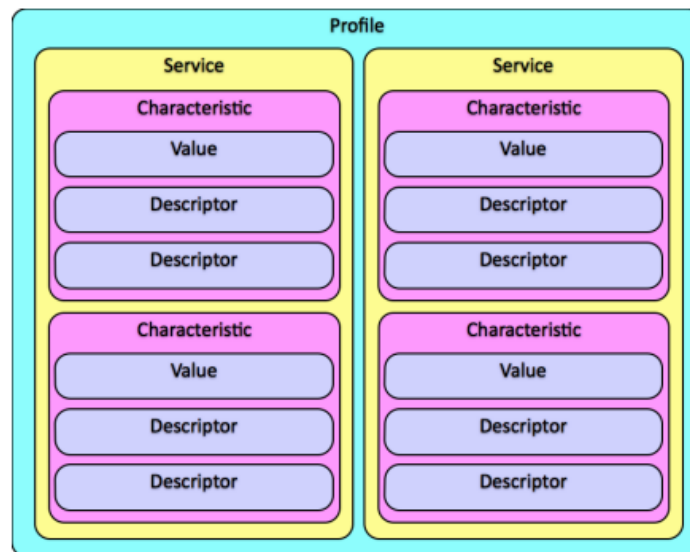 Profile
Service
Characteristic
Value
Descriptor
Descriptor
Characteristic
Value
Descriptor
Descriptor
Service
Characteristic
Value
Descriptor
Descriptor
Characteristic
Value
Descriptor
Descriptor